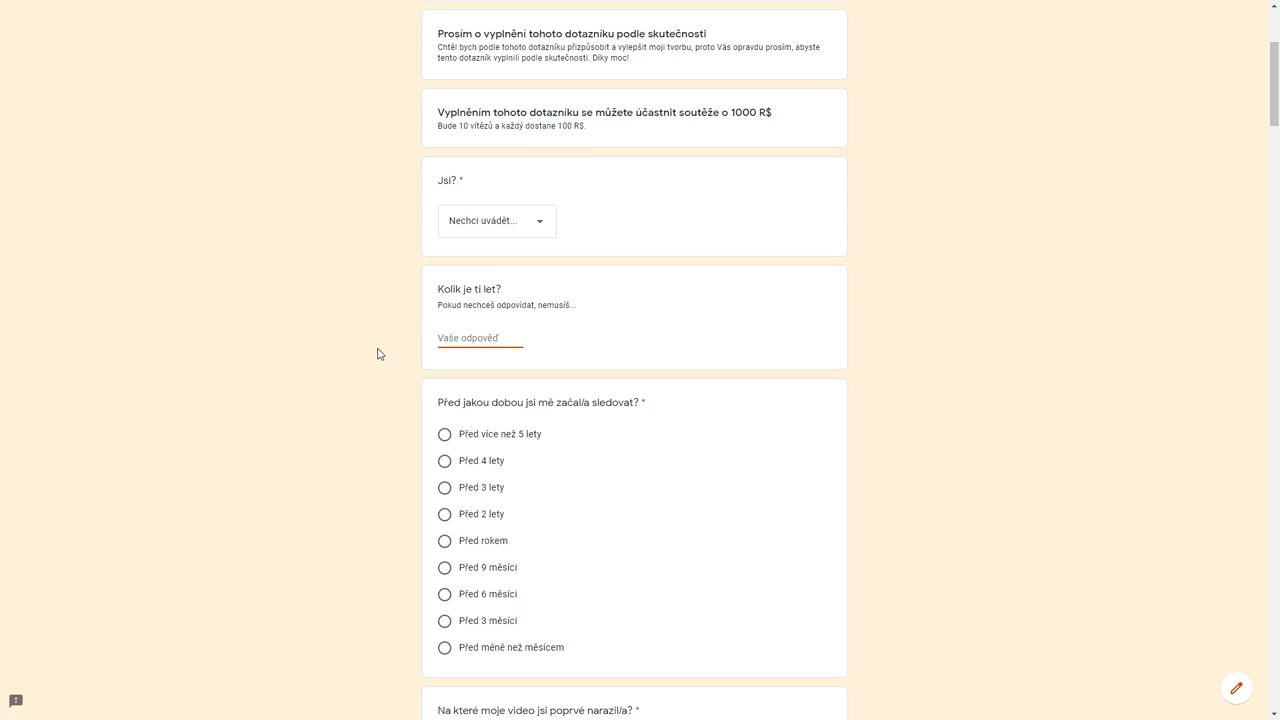 Prosím o vyplnění tohoto dotazníku podle skutečnosti
Chtěl bych podle tohoto dotazníku přizpůsobit a vylepšit moji tvorbu, proto Vás opravdu prosím, abyste
tento dotazník vyplnili podle skutečnosti. Díky moc!
Vyplněním tohoto dotazníku se můžete účastnit soutěže o 1000 R$
Bude 10 vítězů a každý dostane 100 R$.
Jsi? *
Nechci uvádět...
Kolik je ti let?
Pokud nechceš odpovídat, nemusíš...
Vaše odpověď
Před jakou dobou jsi mě začal/a sledovat? *
Před více než 5 lety
Před 4 lety
Před 3 lety
Před 2 lety
Před rokem
Před 9 měsíci
Před 6 měsíci
Před 3 měsíci
Před méně než měsícem
Na které moje video jsi poprvé narazil/a? *